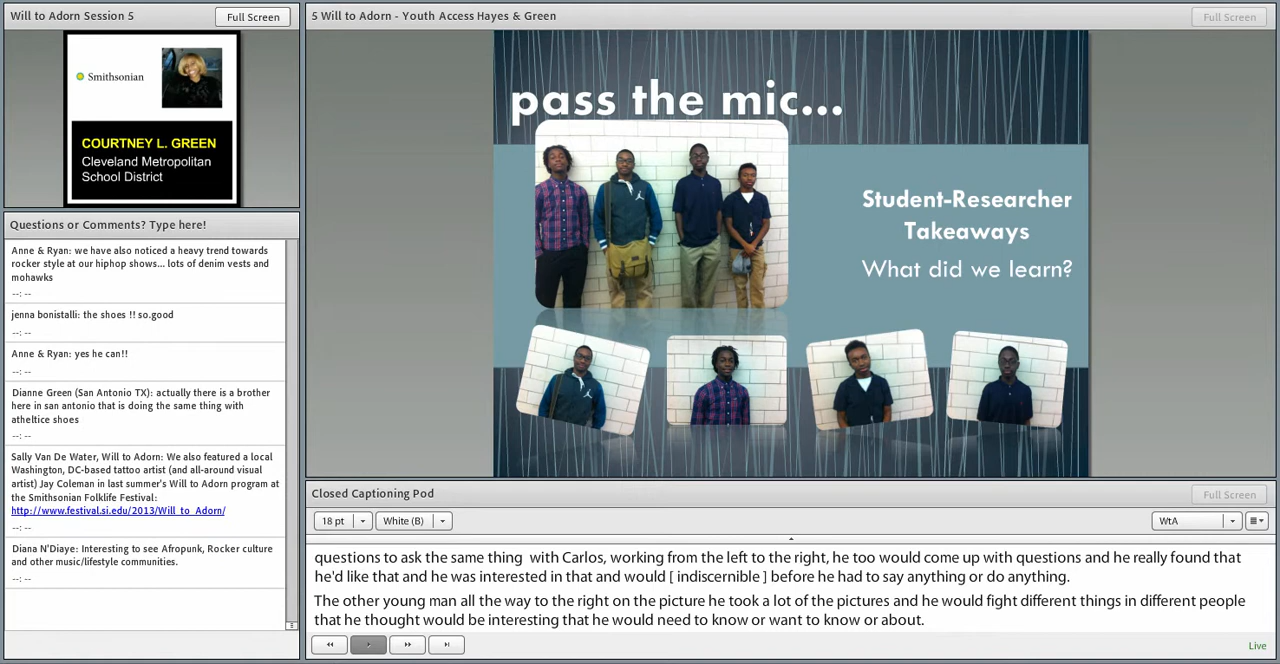 Will to Adorn Session 5
Full Screen
Smithsonian
COURTNEY L. GREEN
Cleveland Metropolitan
School District
Questions or Comments? Type here!
Anne & Ryan: we have also noticed a heavy trend towards
rocker style at our hiphop shows... lots of denim vests and
mohawks
--: --
jenna bonistalli: the shoes !! so.good
--: --
Anne & Ryan: yes he can!!
--: --
Dianne Green (San Antonio TX): actually there is a brother
here in san antonio that is doing the same thing with
atheltice shoes
--: --
Sally Van De Water, Will to Adorn: We also featured a local
Washington, DC-based tattoo artist (and all-around visual
artist) Jay Coleman in last summer's Will to Adorn program at
the Smithsonian Folklife Festival:
http://www.festival.si.edu/2013/Will_to_Adorn/
--: --
Diana N'Diaye: Interesting to see Afropunk, Rocker culture
and other music/lifestyle communities.
--: --
5 Will to Adorn - Youth Access Hayes & Green
Full Screen
pass the mic...
Student-Researcher
Takeaways
What did we learn?
Closed Captioning Pod
Full Screen
18 pt
White (B)
WtA
questions to ask the same thing  with Carlos, working from the left to the right, he too would come up with questions and he really found that
he'd like that and he was interested in that and would [ indiscernible ] before he had to say anything or do anything.
The other young man all the way to the right on the picture he took a lot of the pictures and he would fight different things in different people
that he thought would be interesting that he would need to know or want to know or about.
Live